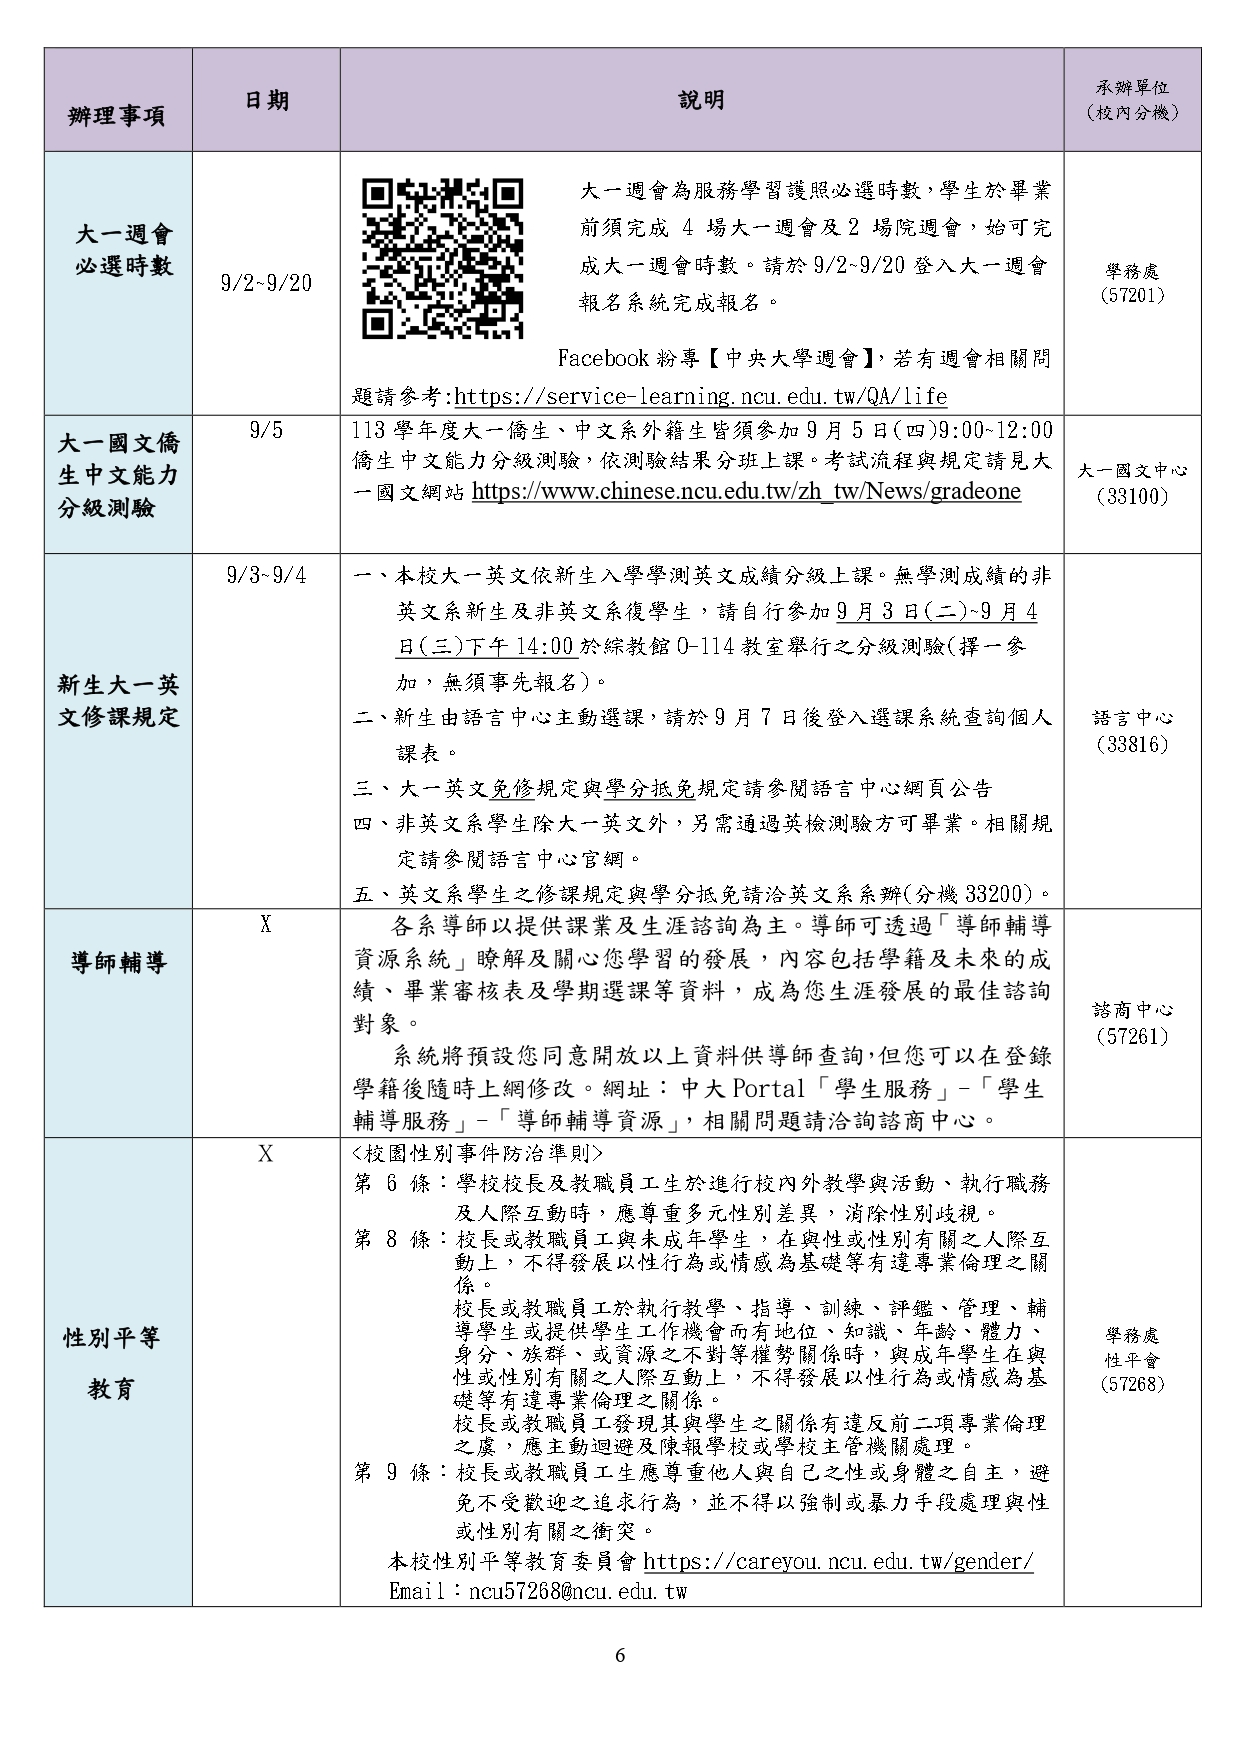 辦理事項
日期
說明
承辦單位
(校內分機)
大一週會
必選時數
9/2~9/20
大一週會為服務學習護照必選時數，學生於畢業
前須完成 4 場大一週會及 2 場院週會，始可完
成大一週會時數。請於 9/2~9/20 登入大一週會
報名系統完成報名。
Facebook 粉專【中央大學週會】，若有週會相關問
題請參考:https://service-learning.ncu.edu.tw/QA/life
學務處
(57201)
大一國文僑
生中文能力
分級測驗
9/5
113 學年度大一僑生、中文系外籍生皆須參加 9 月 5 日(四)9:00~12:00
僑生中文能力分級測驗，依測驗結果分班上課。考試流程與規定請見大
一國文網站 https://www.chinese.ncu.edu.tw/zh_tw/News/gradeone
大一國文中心
(33100)
新生大一英
文修課規定
9/3~9/4
一、本校大一英文依新生入學學測英文成績分級上課。無學測成績的非
英文系新生及非英文系復學生，請自行參加 9 月 3 日(二)~9 月 4
日(三)下午 14:00 於綜教館 O-114 教室舉行之分級測驗(擇一參
加，無須事先報名)。
二、新生由語言中心主動選課，請於 9 月 7 日後登入選課系統查詢個人
課表。
三、大一英文免修規定與學分抵免規定請參閱語言中心網頁公告
四、非英文系學生除大一英文外，另需通過英檢測驗方可畢業。相關規
定請參閱語言中心官網。
五、英文系學生之修課規定與學分抵免請洽英文系系辦(分機 33200)。
語言中心
(33816)
導師輔導
X
各系導師以提供課業及生涯諮詢為主。導師可透過「導師輔導
資源系統」瞭解及關心您學習的發展，內容包括學籍及未來的成
績、畢業審核表及學期選課等資料，成為您生涯發展的最佳諮詢
對象。
系統將預設您同意開放以上資料供導師查詢，但您可以在登錄
學籍後隨時上網修改。網址：中大 Portal「學生服務」-「學生
輔導服務」-「導師輔導資源」，相關問題請洽詢諮商中心。
諮商中心
(57261)
性別平等
教育
X
<校園性別事件防治準則>
第 6 條：學校校長及教職員工生於進行校內外教學與活動、執行職務
及人際互動時，應尊重多元性別差異，消除性別歧視。
第 8 條：校長或教職員工與未成年學生，在與性或性別有關之人際互
動上，不得發展以性行為或情感為基礎等有違專業倫理之關
係。
校長或教職員工於執行教學、指導、訓練、評鑑、管理、輔
導學生或提供學生工作機會而有地位、知識、年齡、體力、
身分、族群、或資源之不對等權勢關係時，與成年學生在與
性或性別有關之人際互動上，不得發展以性行為或情感為基
礎等有違專業倫理之關係。
校長或教職員工發現其與學生之關係有違反前二項專業倫理
之虞，應主動迴避及陳報學校或學校主管機關處理。
第 9 條：校長或教職員工生應尊重他人與自己之性或身體之自主，避
免不受歡迎之追求行為，並不得以強制或暴力手段處理與性
或性別有關之衝突。
本校性別平等教育委員會 https://careyou.ncu.edu.tw/gender/
Email：ncu57268@ncu.edu.tw
學務處
性平會
(57268)
6